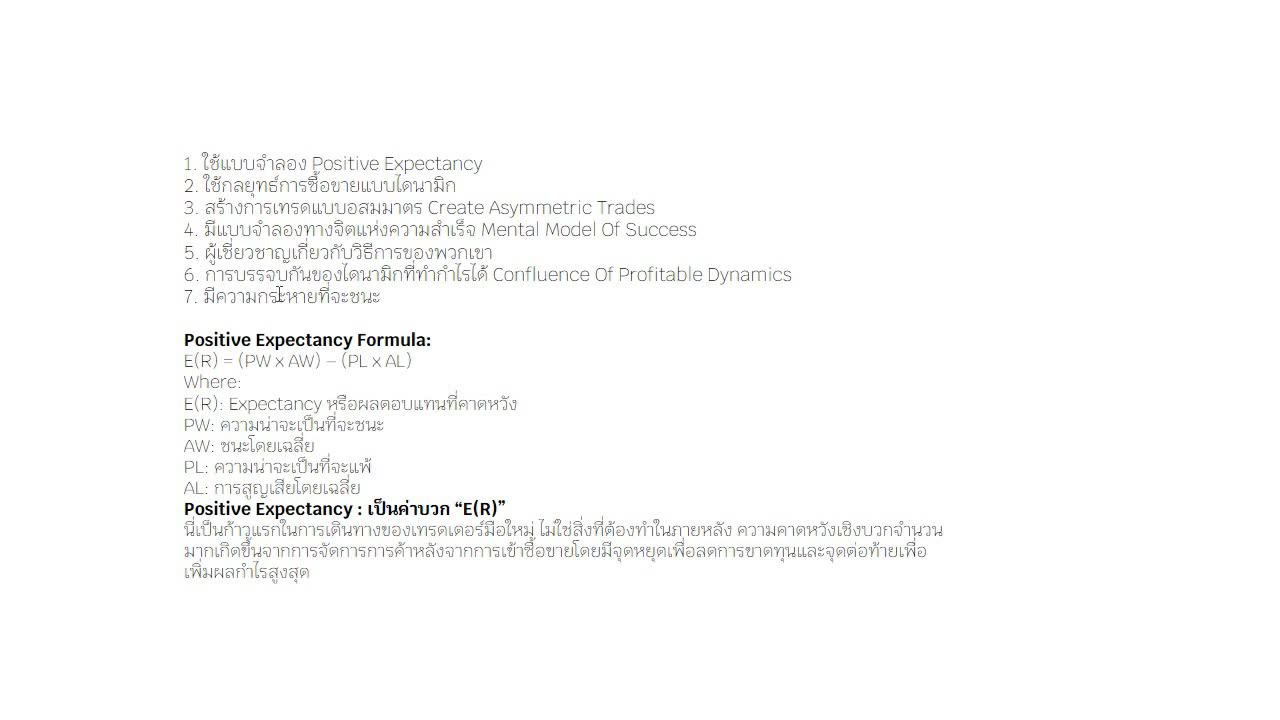 1. ใช้แบบจำลอง Positive Expectancy
2. ใช้กลยุทธ์การซื้อขายแบบไดนามิก
3. สร้างการเทรดแบบอสมมาตร Create Asymmetric Trades
4. มีแบบจำลองทางจิตแห่งความสำเร็จ Mental Model Of Success
5. ผู้เชี่ยวชาญเกี่ยวกับวิธีการของพวกเขา
6. การบรรจบกันของไดนามิกที่ทำกำไรได้ Confluence Of Profitable Dynamics
7. มีความกระหายที่จะชนะ
Positive Expectancy Formula:
E(R) = (PW x AW) – (PL x AL)
Where:
E(R): Expectancy หรือผลตอบแทนที่คาดหวัง
PW: ความน่าจะเป็นที่จะชนะ
AW: ชนะโดยเฉลี่ย
PL: ความน่าจะเป็นที่จะแพ้
AL: การสูญเสียโดยเฉลี่ย
Positive Expectancy : เป็นค่าบวก “E(R)”
นี่เป็นก้าวแรกในการเดินทางของเทรดเดอร์มือใหม่ ไม่ใช่สิ่งที่ต้องทำในภายหลัง ความคาดหวังเชิงบวกจำนวน
มากเกิดขึ้นจากการจัดการการค้าหลังจากการเข้าซื้อขายโดยมีจุดหยุดเพื่อลดการขาดทุนและจุดต่อท้ายเพื่อ
เพิ่มผลกำไรสูงสุด